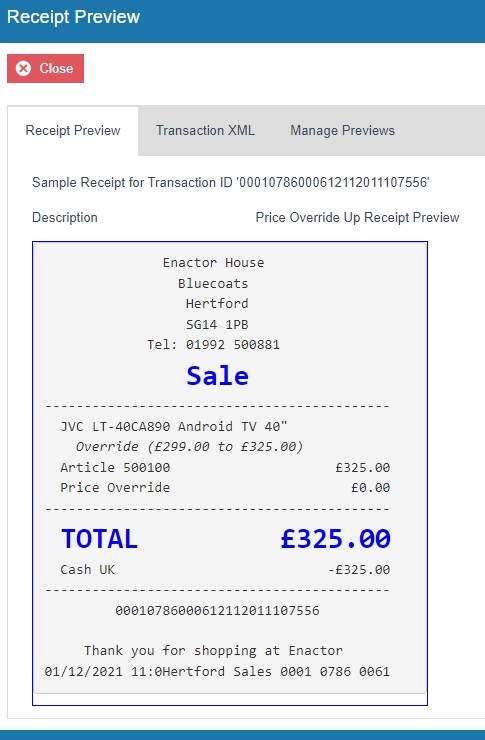 Receipt Preview
Close
Receipt Preview Transaction XML Manage Previews
Sample Receipt for Transaction ID '00010786000612112011107556'
Description Price Override Up Receipt Preview
Enactor House
Bluecoats
Hertford
SG14 1PB
Tel: 01992 500881
Sale
--------------------------------------------
JVC LT-40CA890 Android TV 40"
Override (£299.00 to £325.00)
Article 500100 £325.00
Price Override £0.00
--------------------------------------------
TOTAL £325.00
Cash UK -£325.00
--------------------------------------------
00010786000612112011107556
Thank you for shopping at Enactor
01/12/2021 11:0Hertford Sales 0001 0786 0061